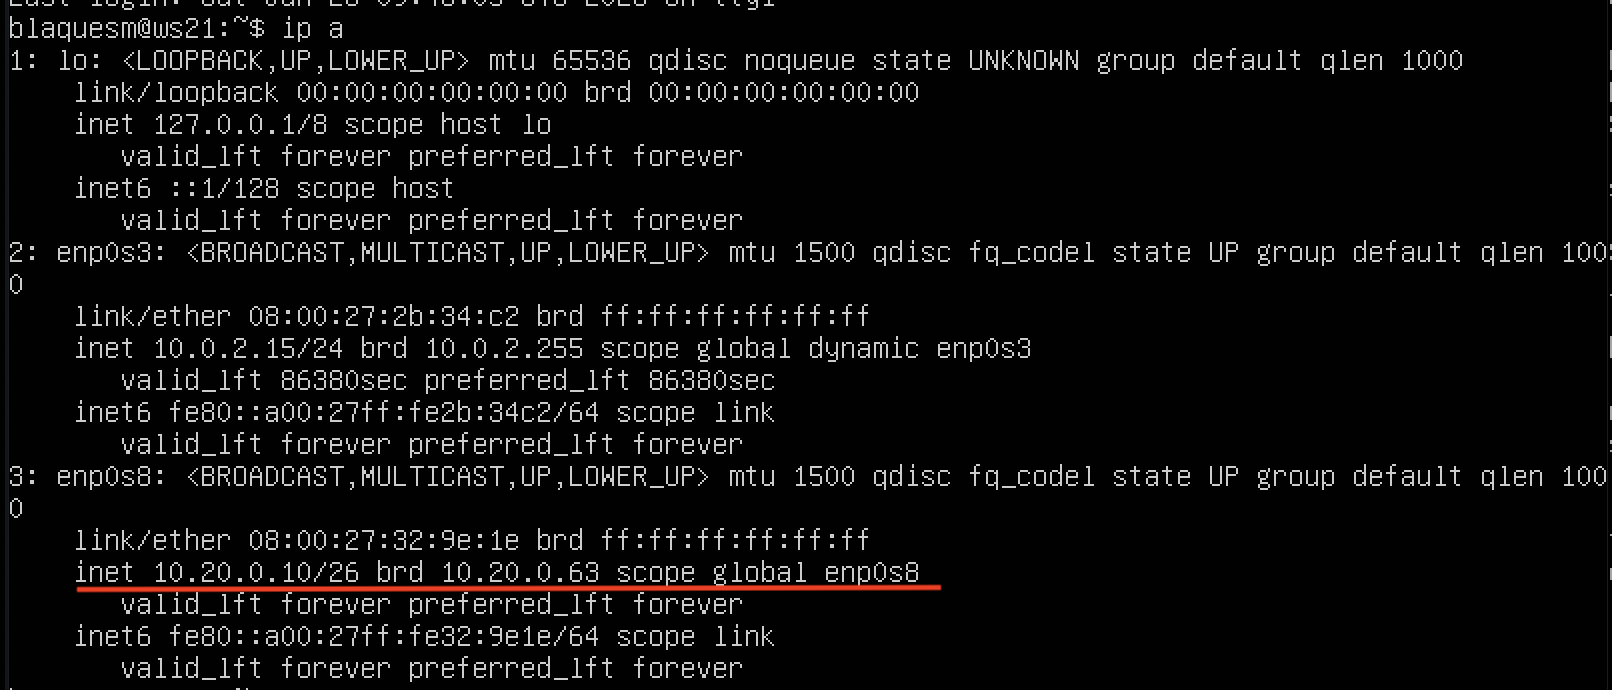 blaquesm@ws21:~$ ip a
1: lo: <LOOPBACK,UP,LOWER_UP> mtu 65536 qdisc noqueue state UNKNOWN group default qlen 1000
link/loopback 00:00:00:00:00:00 brd 00:00:00:00:00:00
inet 127.0.0.1/8 scope host lo
valid_lft forever preferred_lft forever
inet6 ::1/128 scope host
valid_lft forever preferred_lft forever
2: enp0s3: <BROADCAST,MULTICAST,UP,LOWER_UP> mtu 1500 qdisc fq_codel state UP group default qlen 100
0
link/ether 08:00:27:2b:34:c2 brd ff:ff:ff:ff:ff:ff
inet 10.0.2.15/24 brd 10.0.2.255 scope global dynamic enp0s3
valid_lft 86380sec preferred_lft 86380sec
inet6 fe80::a00:27ff:fe2b:34c2/64 scope link
valid_lft forever preferred_lft forever
3: enp0s8: <BROADCAST,MULTICAST,UP,LOWER_UP> mtu 1500 qdisc fq_codel state UP group default qlen 100
0
link/ether 08:00:27:32:9e:1e brd ff:ff:ff:ff:ff:ff
inet 10.20.0.10/26 brd 10.20.0.63 scope global enp0s8
valid_lft forever preferred_lft forever
inet6 fe80::a00:27ff:fe32:9e1e/64 scope link
valid_lft forever preferred_lft forever